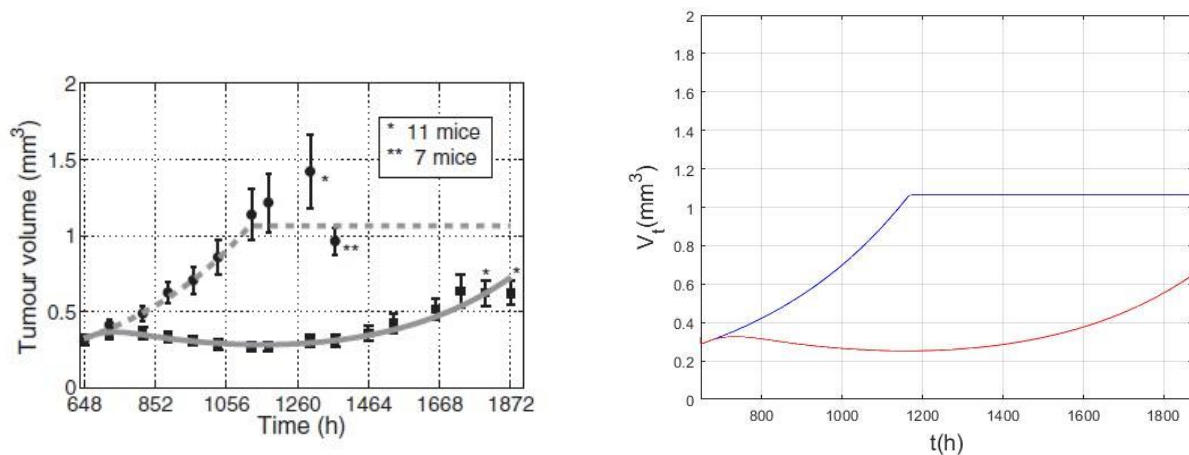 Tumour volume (mm³)
2
1.5
1
0.5
0
* 11 mice
** 7 mice
*
**
*
*
648 852 1056 1260 1464 1668 1872
Time (h)
V_t(mm³)
2
1.8
1.6
1.4
1.2
1
0.8
0.6
0.4
0.2
0
800 1000 1200 1400 1600 1800
t(h)